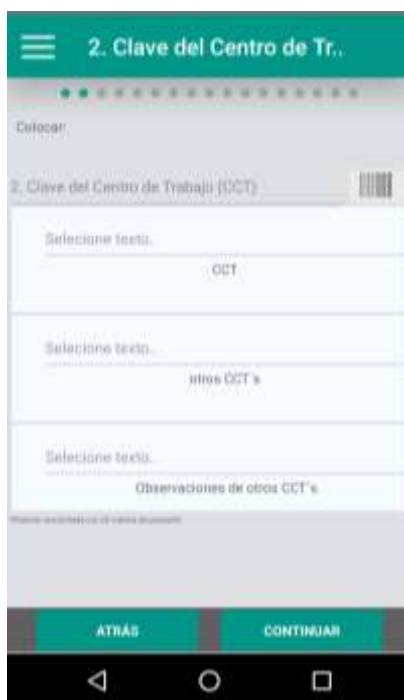 2. Clave del Centro de Tr..
Colocar:
2. Clave del Centro de Trabajo (CCT)
Selecione texto..
CCT
Selecione texto..
otros CCT´s
Selecione texto..
Observaciones de otros CCT´s
ATRÁS
CONTINUAR